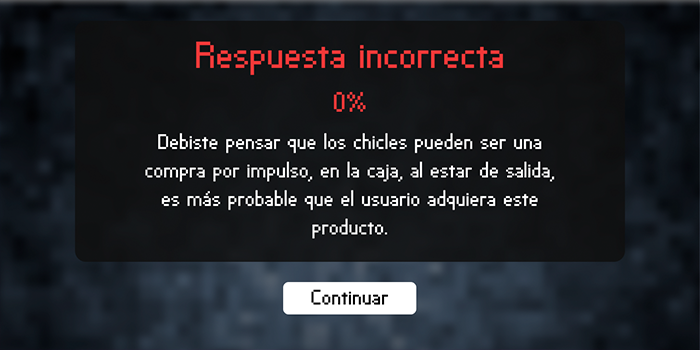 Respuesta incorrecta
0%
Debiste pensar que los chicles pueden ser una
compra por impulso, en la caja, al estar de salida,
es más probable que el usuario adquiera este
producto.
Continuar